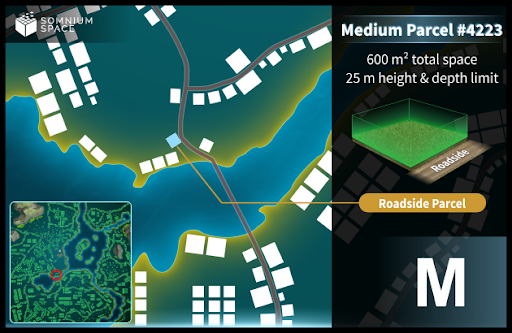 SOMNIUM
SPACE
Medium Parcel #4223
600 m² total space
25 m height & depth limit
Roadside
Roadside Parcel
M